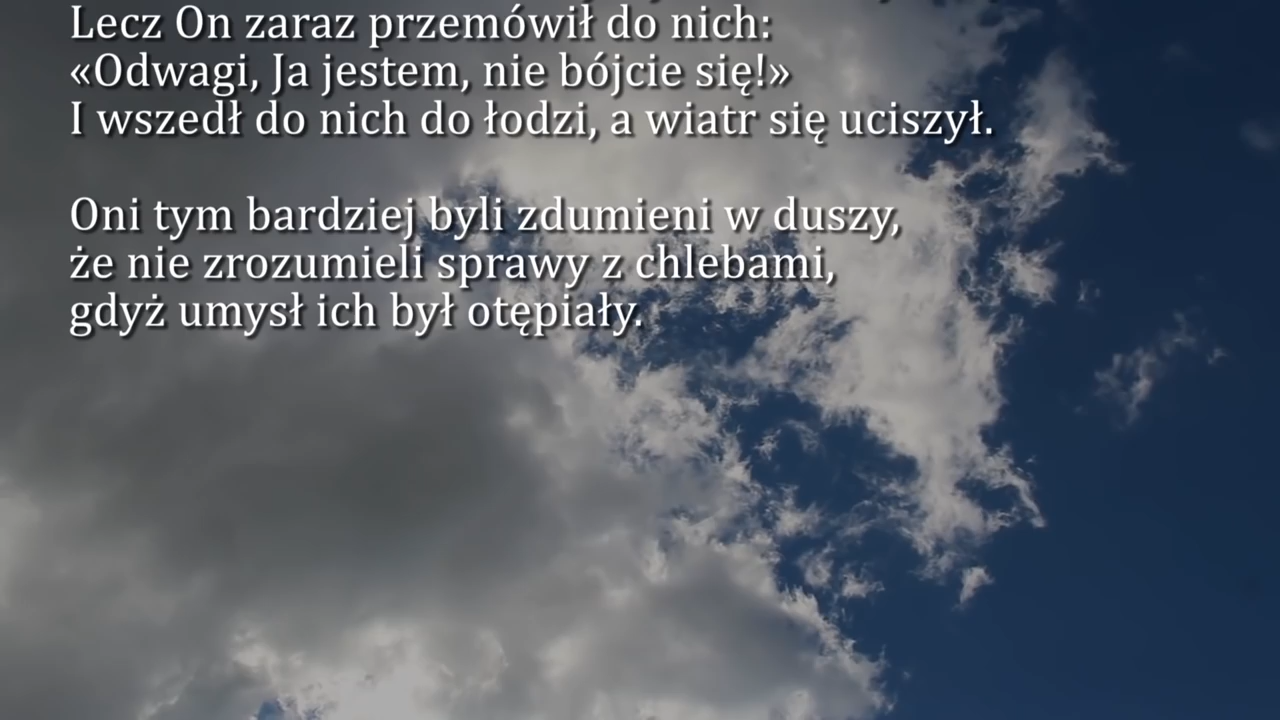 Lecz On zaraz przemówił do nich:
«Odwagi, Ja jestem, nie bójcie się!»
I wszedł do nich do łodzi, a wiatr się uciszył.
Oni tym bardziej byli zdumieni w duszy,
że nie zrozumieli sprawy z chlebami,
gdyż umysł ich był otępiały.